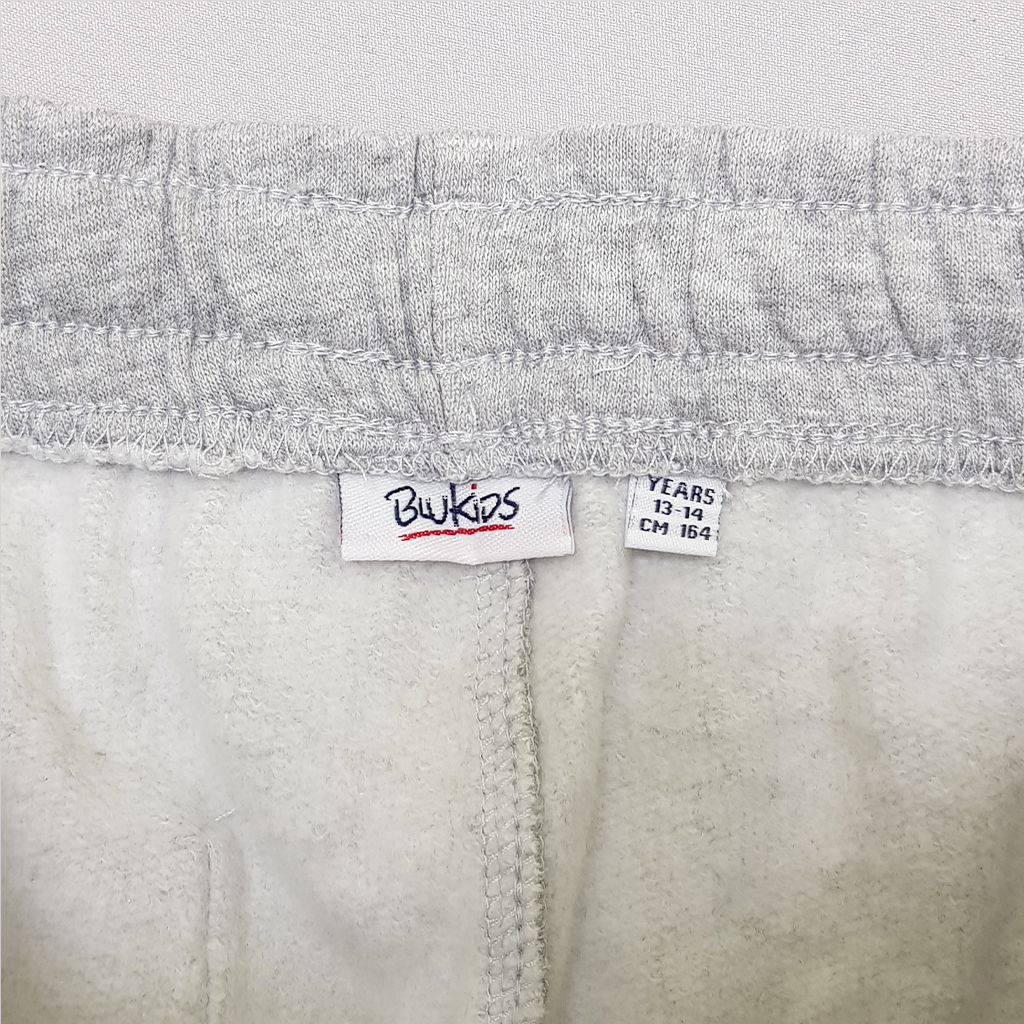 BluKids
YEARS
13-14
CM 164